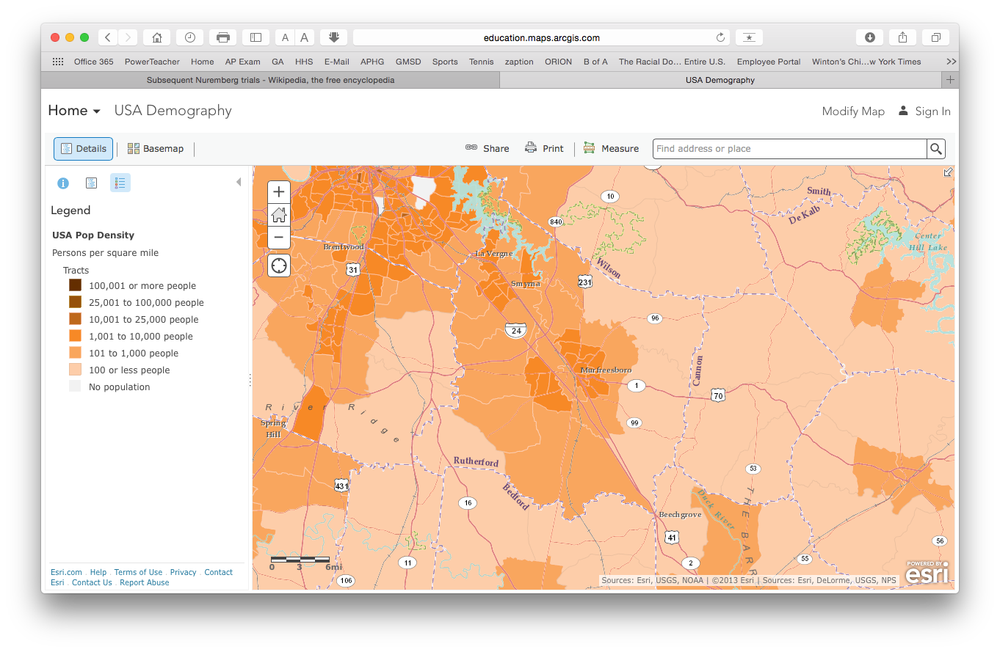 education.maps.arcgis.com
A A
Office 365 PowerTeacher Home AP Exam GA HHS E-Mail APHG GMSD Sports Tennis zaption ORION B of A The Racial Do… Entire U.S. Employee Portal Winton's Chi…w York Times >>
Subsequent Nuremberg trials - Wikipedia, the free encyclopedia
USA Demography
Home USA Demography
Modify Map Sign In
Details Basemap
Share Print Measure Find address or place
Legend
USA Pop Density
Persons per square mile
Tracts
100,001 or more people
25,001 to 100,000 people
10,001 to 25,000 people
1,001 to 10,000 people
101 to 1,000 people
100 or less people
No population
Esri.com . Help . Terms of Use . Privacy . Contact
Esri . Contact Us . Report Abuse
Smith
De Kalb
10
840
Center
Hill Lake
Brentwood
La Vergne
31
Wilson
Smyrna
231
96
24
Cannon
Murfreesboro
1
70
River Ridge
Spring
Hill
99
Rutherford
53
431
Bedford
16
Duck River
Beechgrove
THE BARR
41
56
11
2
55
106
0 3 6mi
Sources: Esri, USGS, NOAA | ©2013 Esri | Sources: Esri, DeLorme, USGS, NPS
POWERED BY
esri